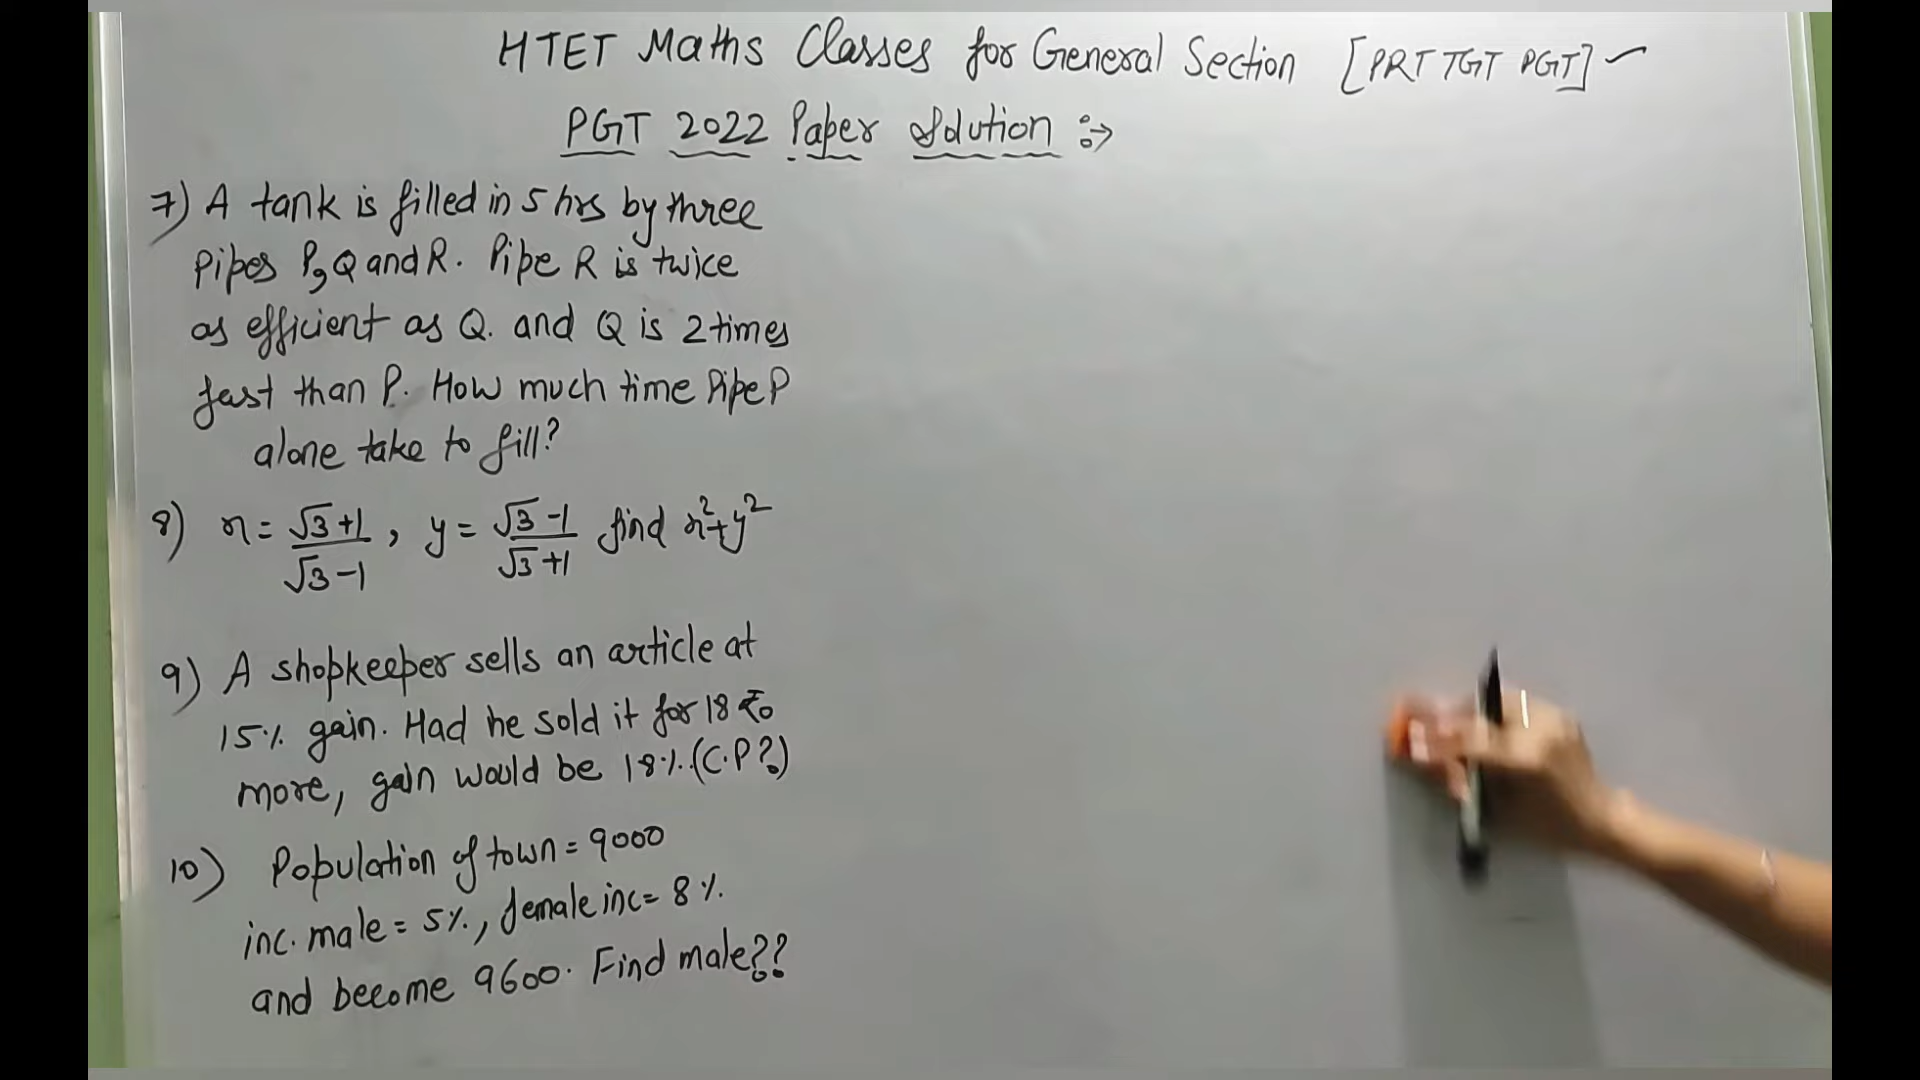 HTET Maths Classes for General Section [PRT TGT PGT]
PGT 2022 Paper Solution :->
7) A tank is filled in 5 hrs by three
Pipes P, Q and R. Pipe R is twice
as efficient as Q. and Q is 2 times
fast than P. How much time Pipe P
alone take to fill?
8) x = √3+1/√3-1, y = √3-1/√3+1 find x²+y²
9) A shopkeeper sells an article at
15% gain. Had he sold it for 18 ₹
more, gain would be 18%. (C.P?)
10) Population of town = 9000
inc. male = 5%, female inc = 8%
and become 9600. Find male??